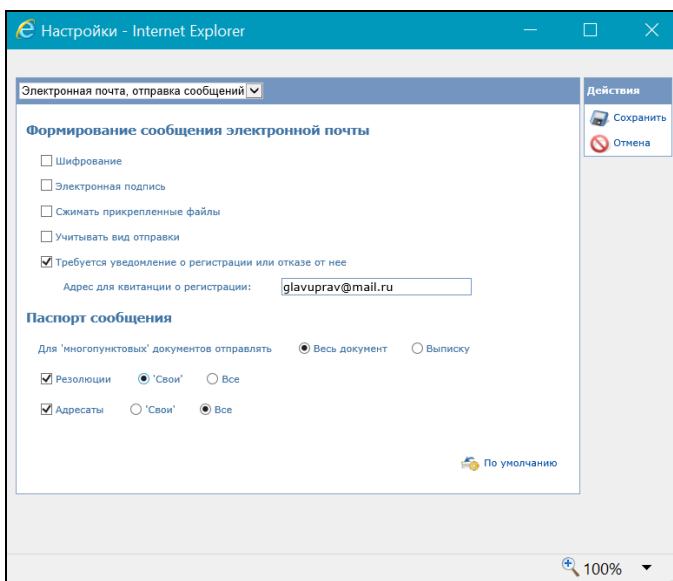 Настройки - Internet Explorer
Электронная почта, отправка сообщений
Действия
Сохранить
Отмена
Формирование сообщения электронной почты
Шифрование
Электронная подпись
Сжимать прикрепленные файлы
Учитывать вид отправки
Требуется уведомление о регистрации или отказе от нее
Адрес для квитанции о регистрации: glavuprav@mail.ru
Паспорт сообщения
Для 'многопунктовых' документов отправлять Весь документ Выписку
Резолюции 'Свои' Все
Адресаты 'Свои' Все
По умолчанию
100%